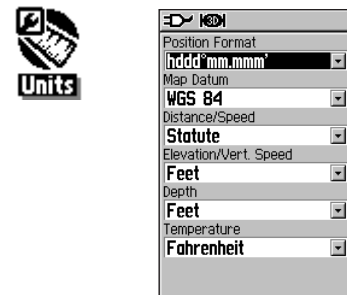 Units
3D
Position Format
hddd°mm.mmm'
Map Datum
WGS 84
Distance/Speed
Statute
Elevation/Vert. Speed
Feet
Depth
Feet
Temperature
Fahrenheit